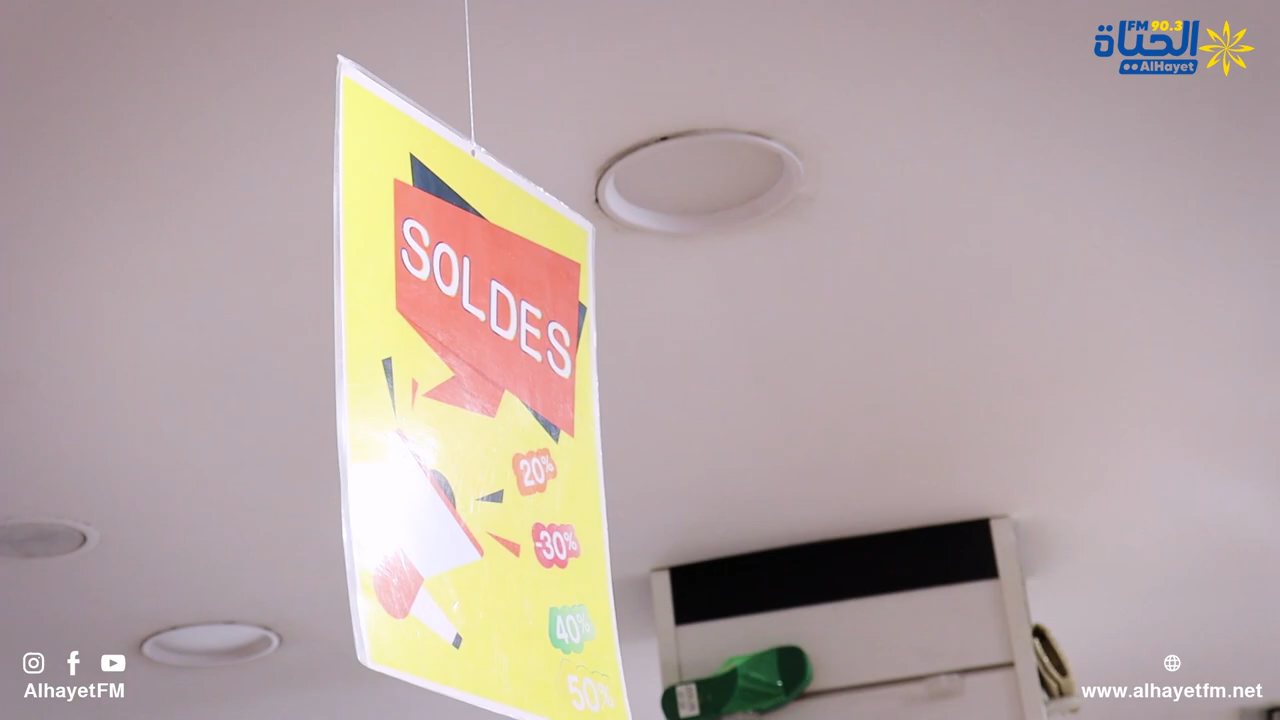 FM 90.3
الحياة
AlHayet
SOLDES
20%
-30%
40%
50%
AlhayetFM
www.alhayetfm.net